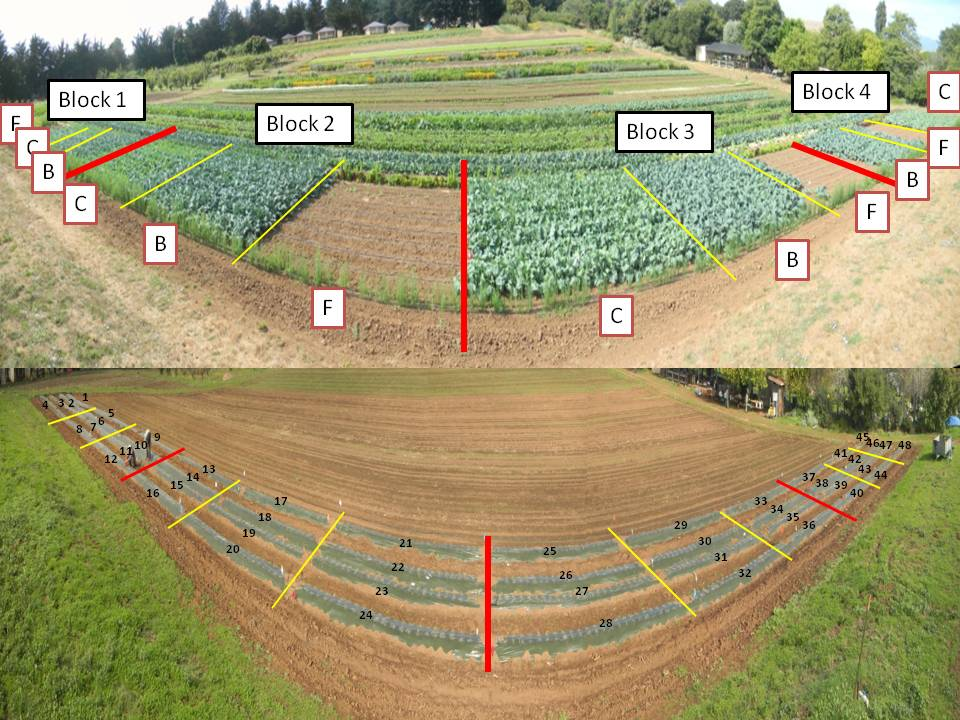 Block 1
Block 2
Block 3
Block 4
F
C
B
C
B
F
C
B
F
B
F
C
4 3 2 1
8 7 6 5
12 11 10 9
16 15 14 13
20 19 18 17
24 23 22 21
25 26 27 28
29 30 31 32
33 34 35 36
37 38 39 40
41 42 43 44
45 46 47 48